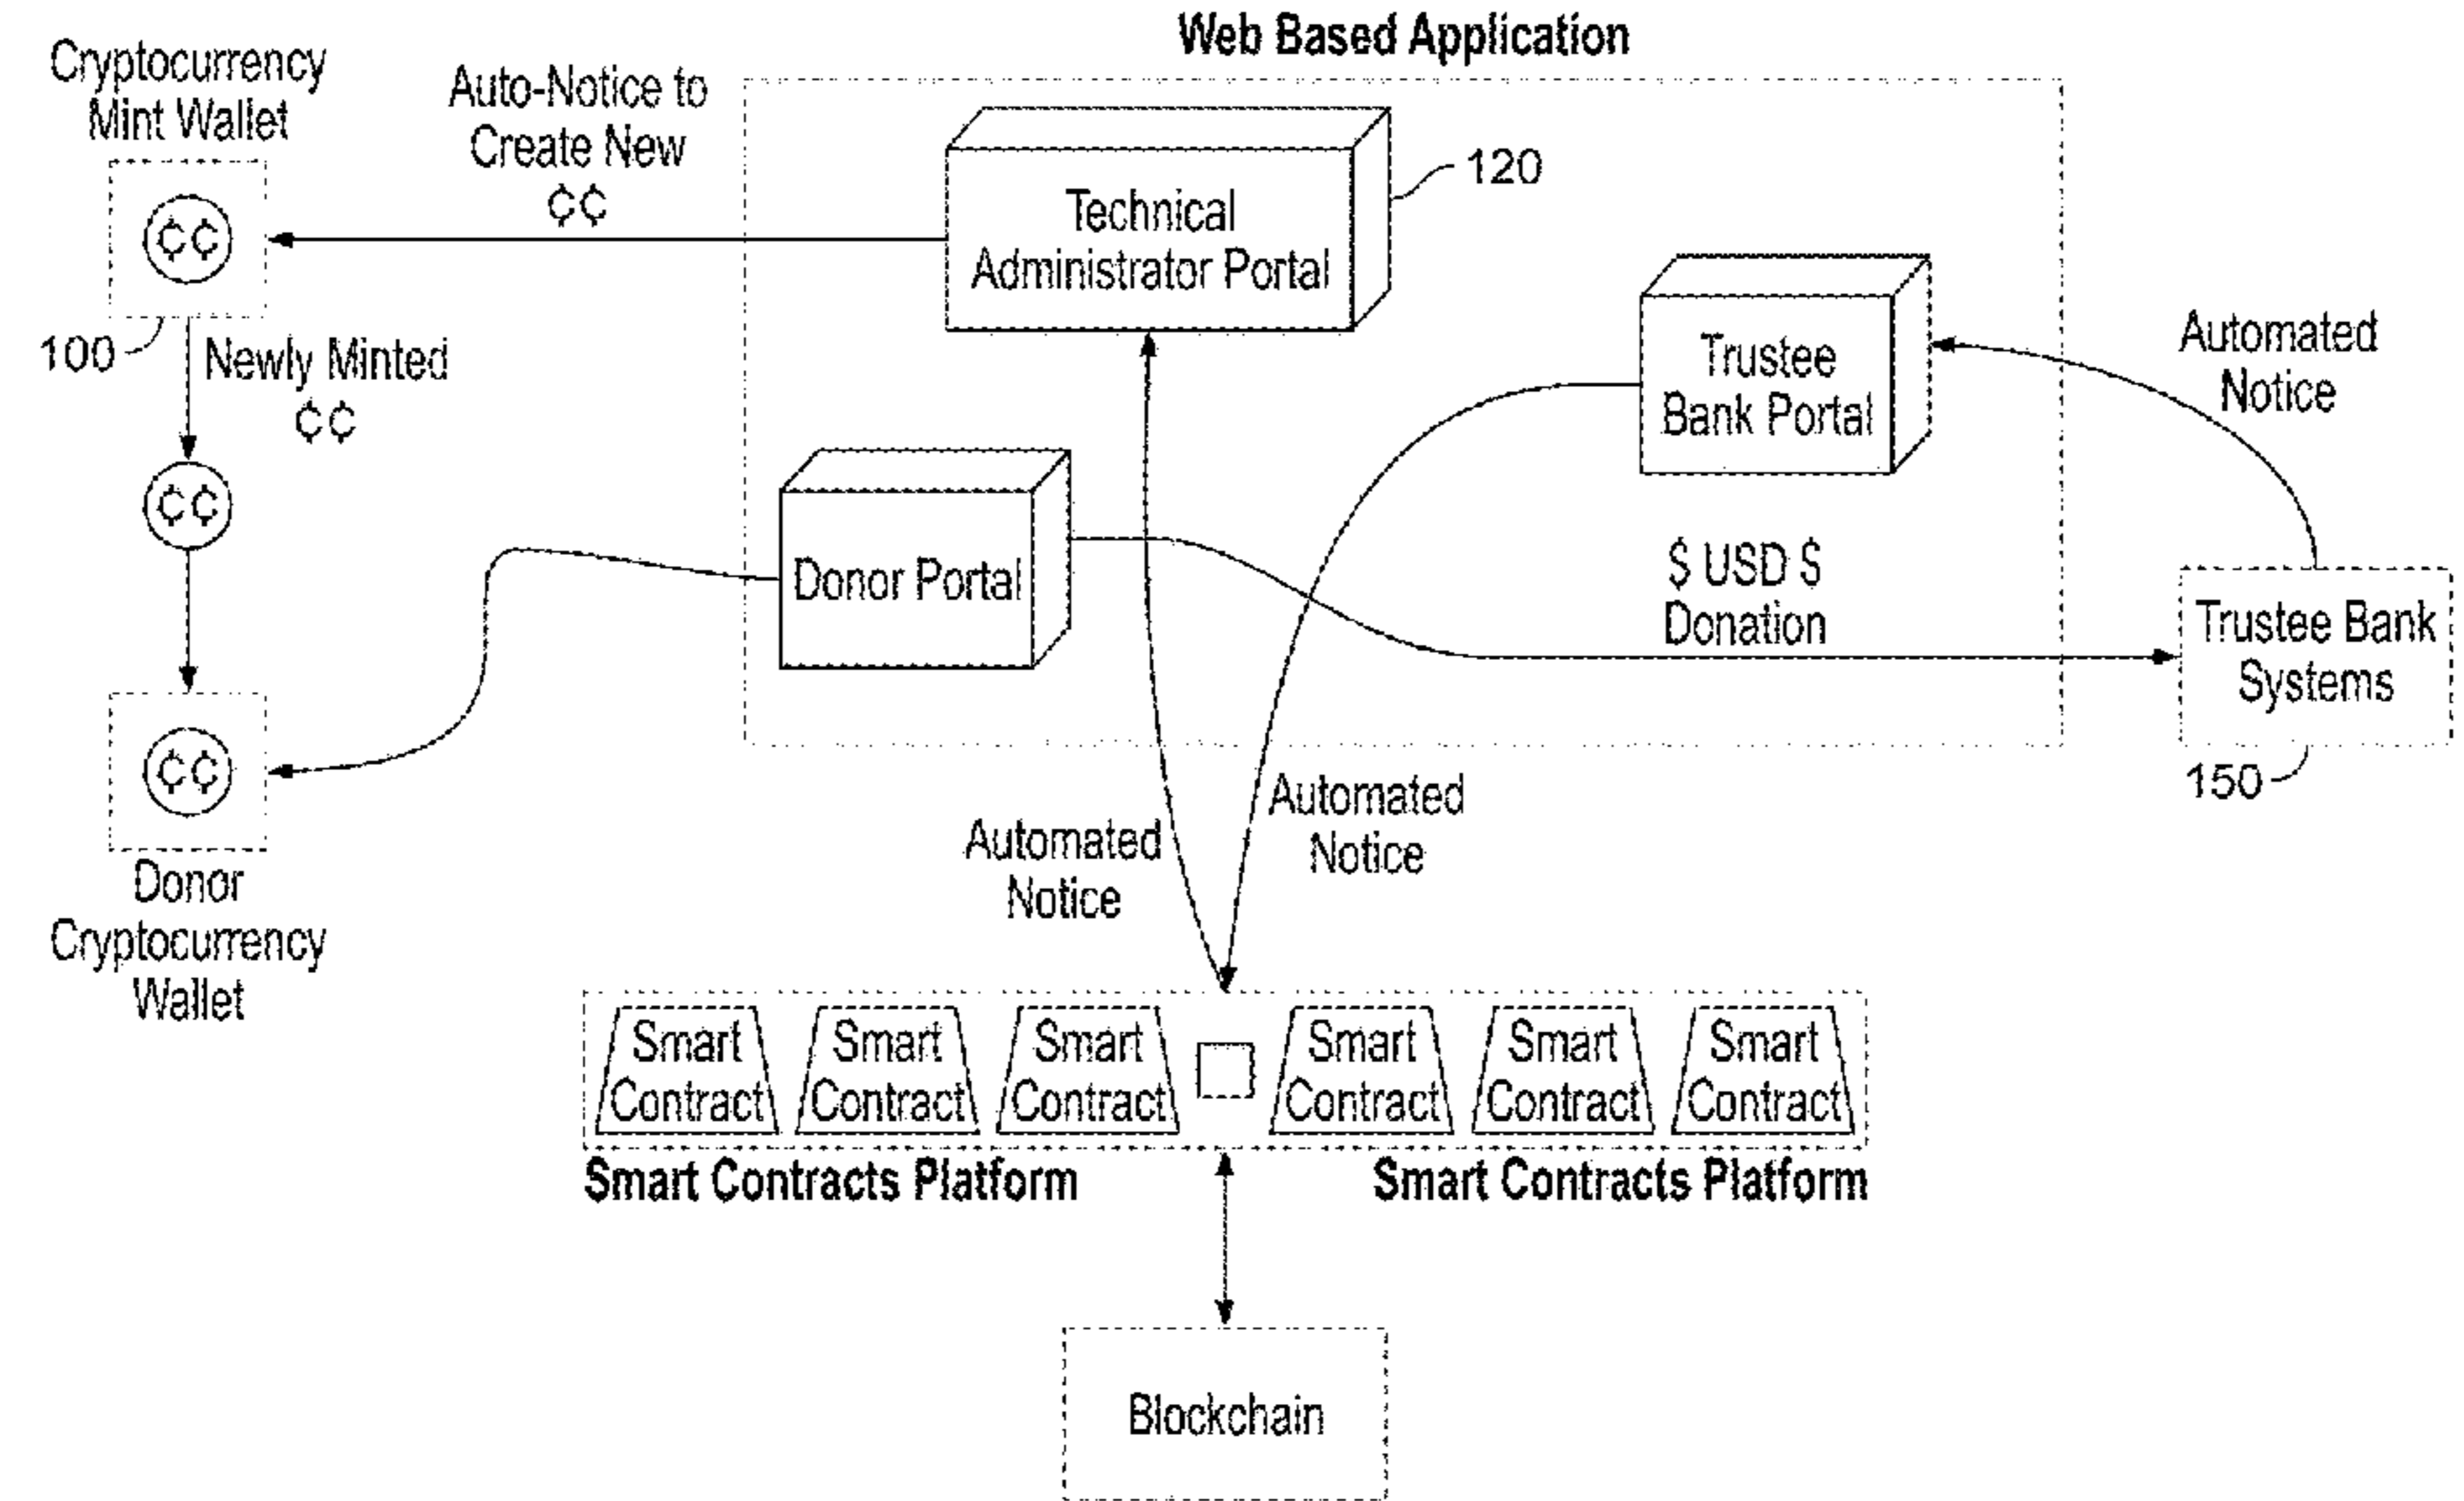 Web Based Application
Cryptocurrency
Mint Wallet
Auto-Notice to
Create New
¢¢
120
¢¢
Technical
Administrator Portal
100
Newly Minted
¢¢
Trustee
Bank Portal
Automated
Notice
¢¢
Donor Portal
$ USD $
Donation
Trustee Bank
Systems
150
¢¢
Donor
Cryptocurrency
Wallet
Automated
Notice
Automated
Notice
Smart
Contract
Smart
Contract
Smart
Contract
Smart
Contract
Smart
Contract
Smart
Contract
Smart Contracts Platform
Smart Contracts Platform
Blockchain